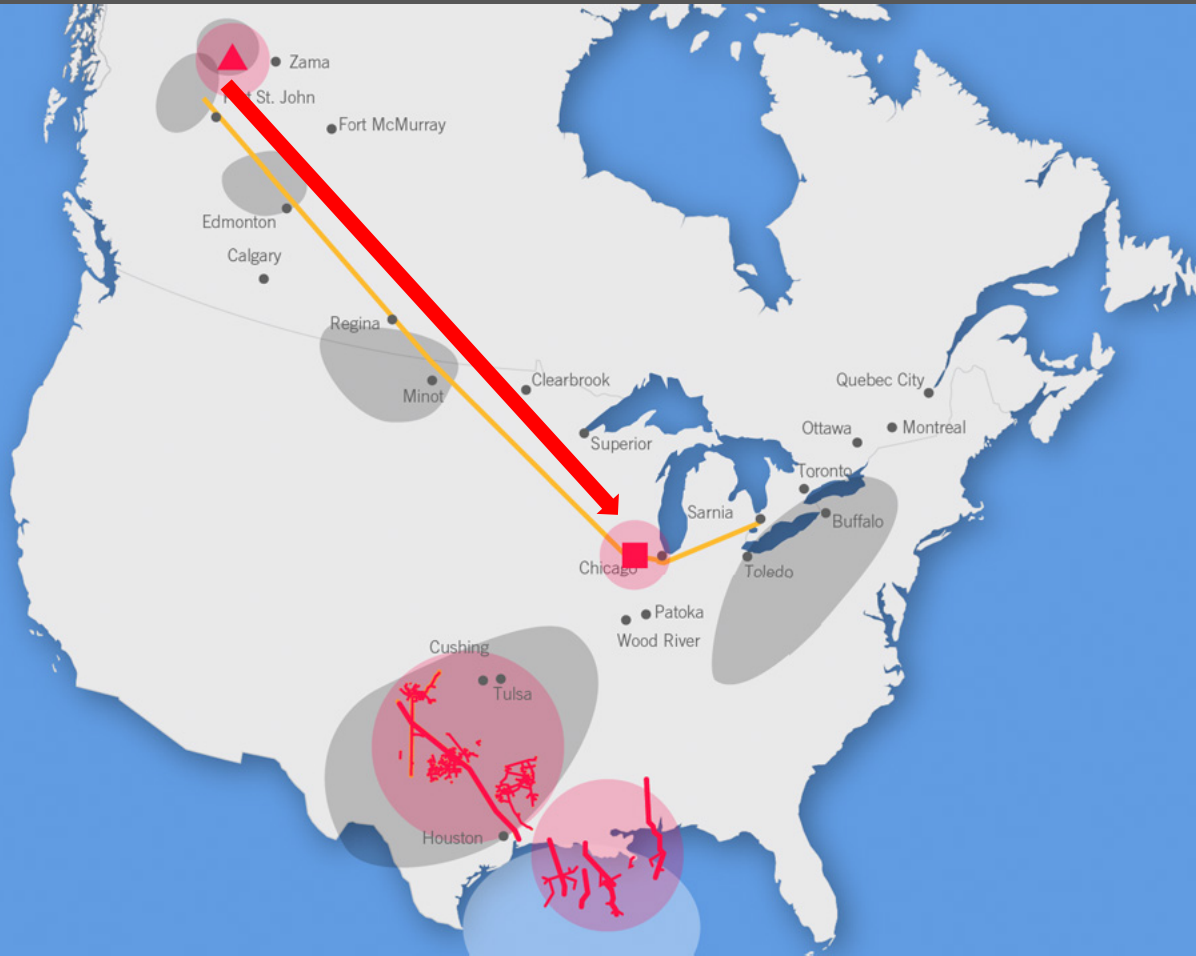 Zama
St. John
Fort McMurray
Edmonton
Calgary
Regina
Minot
Clearbrook
Superior
Quebec City
Ottawa
Montreal
Toronto
Sarnia
Buffalo
Chicago
Toledo
Patoka
Wood River
Cushing
Tulsa
Houston